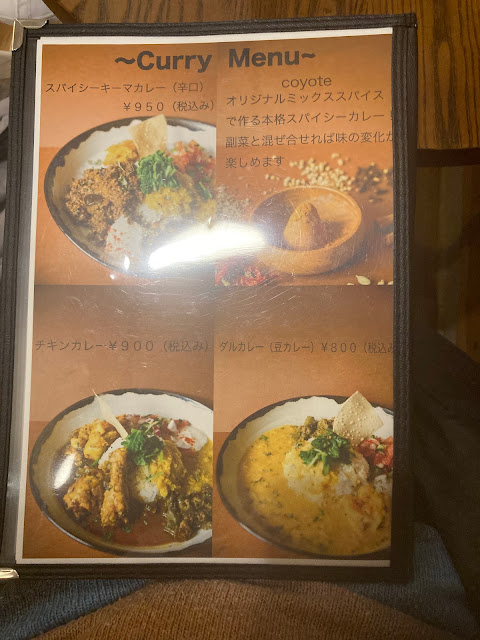 ~Curry Menu~
スパイシーキーマカレー（辛口）
￥９５０（税込み）
coyote
オリジナルミックススパイス
で作る本格スパイシーカレー
副菜と混ぜ合せれば味の変化が
楽しめます
チキンカレー￥９００（税込み）
ダルカレー（豆カレー）￥８００（税込み